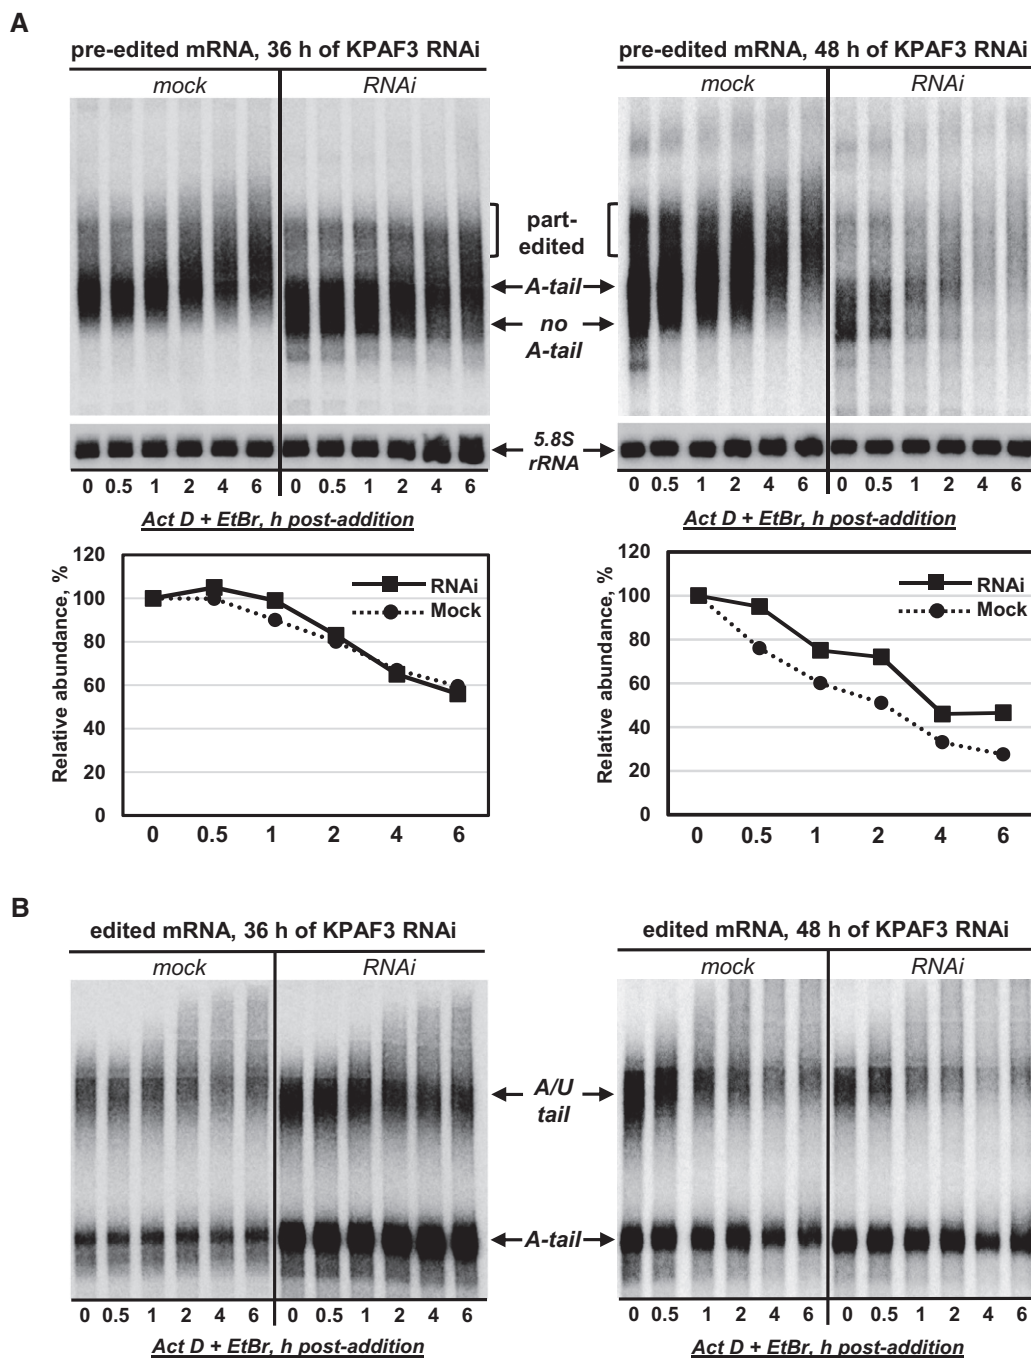 A
pre-edited mRNA, 36 h of KPAF3 RNAi
mock RNAi
pre-edited mRNA, 48 h of KPAF3 RNAi
mock RNAi
part-
edited
A-tail
no
A-tail
5.8S
rRNA
0 0.5 1 2 4 6 0 0.5 1 2 4 6
Act D + EtBr, h post-addition
0 0.5 1 2 4 6 0 0.5 1 2 4 6
Act D + EtBr, h post-addition
Relative abundance, %
120
100
80
60
40
20
0
RNAi
Mock
0 0.5 1 2 4 6
Relative abundance, %
120
100
80
60
40
20
0
RNAi
Mock
0 0.5 1 2 4 6
B
edited mRNA, 36 h of KPAF3 RNAi
mock RNAi
edited mRNA, 48 h of KPAF3 RNAi
mock RNAi
A/U
tail
A-tail
0 0.5 1 2 4 6 0 0.5 1 2 4 6
Act D + EtBr, h post-addition
0 0.5 1 2 4 6 0 0.5 1 2 4 6
Act D + EtBr, h post-addition